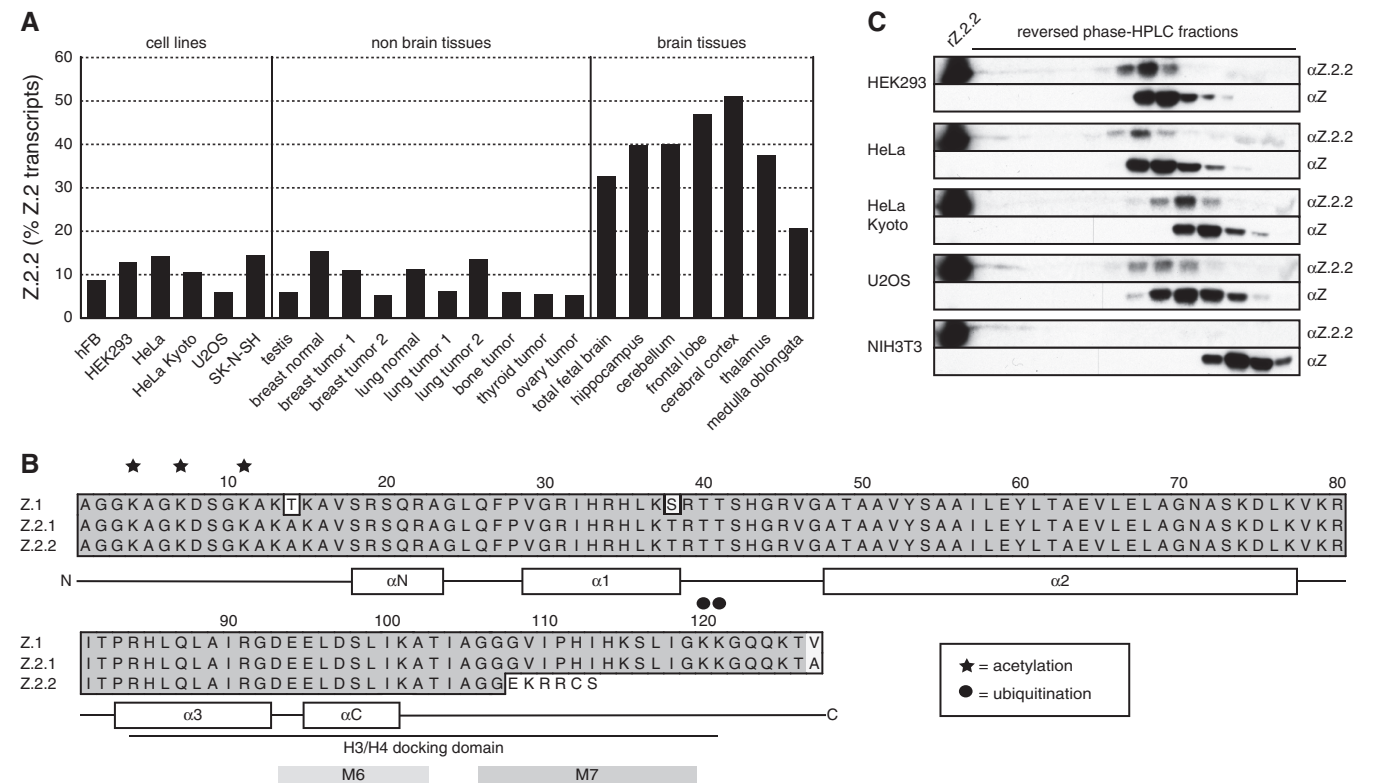 A
cell lines
non brain tissues
brain tissues
Z.2.2 (% Z.2 transcripts)
60
50
40
30
20
10
0
hFB
HEK293
HeLa
HeLa Kyoto
U2OS
SK-N-SH
testis
breast normal
breast tumor 1
breast tumor 2
lung normal
lung tumor 1
lung tumor 2
bone tumor
thyroid tumor
ovary tumor
total fetal brain
hippocampus
cerebellum
frontal lobe
cerebral cortex
thalamus
medulla oblongata
C
rZ.2.2
reversed phase-HPLC fractions
HEK293
αZ.2.2
αZ
HeLa
αZ.2.2
αZ
HeLa
Kyoto
αZ.2.2
αZ
U2OS
αZ.2.2
αZ
NIH3T3
αZ.2.2
αZ
B
10 20 30 40 50 60 70 80
Z.1 AGGKAGKDSGKAKTKAVSRSQRAGLQFPVGRIHRHLKSRTTSHGRVGATAAVYSAAILEYLTAEVLELAGNASKDLKVKR
Z.2.1 AGGKAGKDSGKAKAKAVSRSQRAGLQFPVGRIHRHLKTRTTSHGRVGATAAVYSAAILEYLTAEVLELAGNASKDLKVKR
Z.2.2 AGGKAGKDSGKAKAKAVSRSQRAGLQFPVGRIHRHLKTRTTSHGRVGATAAVYSAAILEYLTAEVLELAGNASKDLKVKR
N αN α1 α2
90 100 110 120
Z.1 ITPRHLQLAIRGDEELDSLIKATIAGGGVIPHIHKSLIGKKGQQKTV
Z.2.1 ITPRHLQLAIRGDEELDSLIKATIAGGGVIPHIHKSLIGKKGQQKTA
Z.2.2 ITPRHLQLAIRGDEELDSLIKATIAGGEKRRCS
α3 αC C
H3/H4 docking domain
M6 M7
= acetylation
= ubiquitination